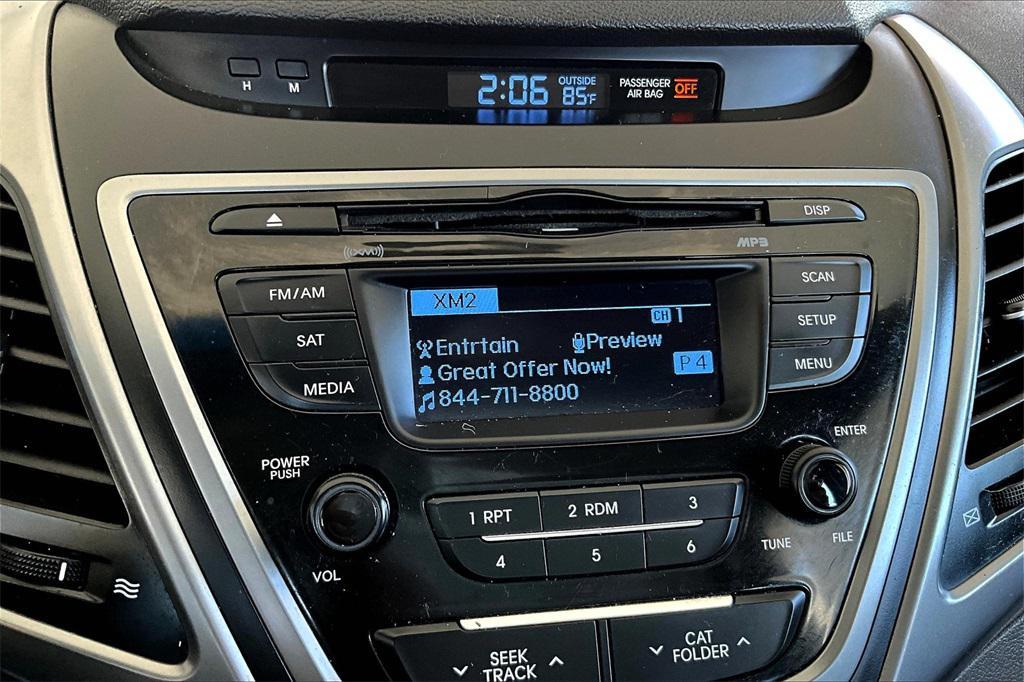 H M
2:06 OUTSIDE 85°F
PASSENGER AIR BAG OFF
DISP
XM
MP3
FM/AM
SAT
MEDIA
XM2
CH 1
Entrtain Preview
Great Offer Now!
P 4
844-711-8800
SCAN
SETUP
MENU
POWER
PUSH
VOL
1 RPT 2 RDM 3
4 5 6
ENTER
TUNE FILE
SEEK
TRACK
CAT
FOLDER